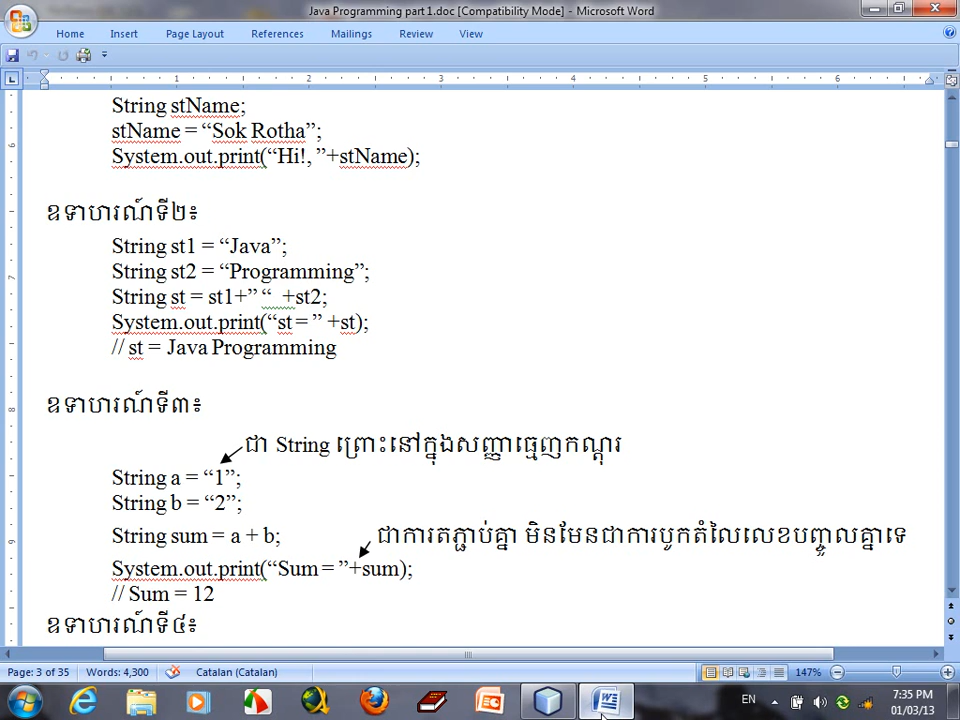 Java Programming part 1.doc [Compatibility Mode] - Microsoft Word
Home Insert Page Layout References Mailings Review View
1 2 3 4 5 6
String stName;
stName = “Sok Rotha”;
System.out.print(“Hi!, ”+stName);
ឧទាហរណ៍ទី២៖
String st1 = “Java”;
String st2 = “Programming”;
String st = st1+” “ +st2;
System.out.print(“st = ” +st);
// st = Java Programming
ឧទាហរណ៍ទី៣៖
ជា String ព្រោះនៅក្នុងសញ្ញាធ្មេញកណ្ដុរ
String a = “1”;
String b = “2”;
String sum = a + b;
ជាការតភ្ជាប់គ្នា មិនមែនជាការបូកតំលៃលេខបញ្ចូលគ្នាទេ
System.out.print(“Sum = ”+sum);
// Sum = 12
ឧទាហរណ៍ទី៤៖
Page: 3 of 35 Words: 4,300 Catalan (Catalan) 147%
EN 7:35 PM
01/03/13